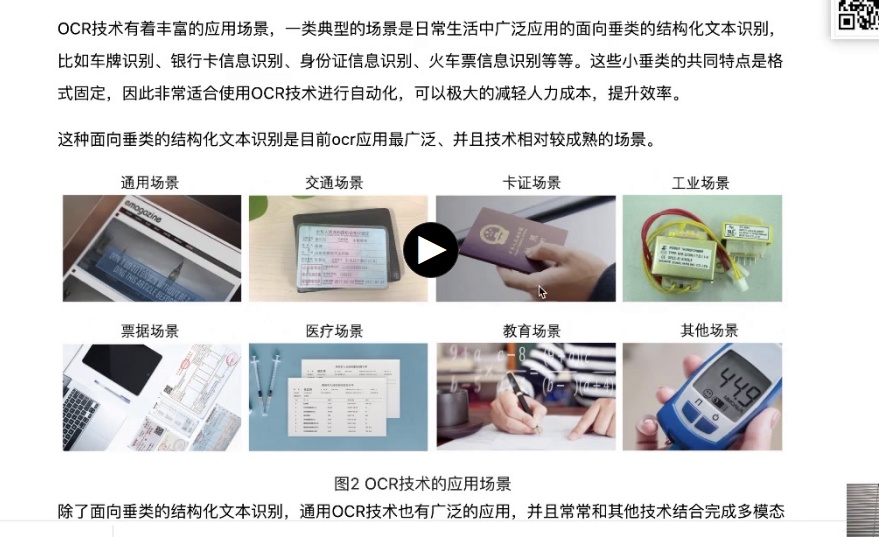 OCR技术有着丰富的应用场景，一类典型的场景是日常生活中广泛应用的面向垂类的结构化文本识别，
比如车牌识别、银行卡信息识别、身份证信息识别、火车票信息识别等等。这些小垂类的共同特点是格
式固定，因此非常适合使用OCR技术进行自动化，可以极大的减轻人力成本，提升效率。
这种面向垂类的结构化文本识别是目前ocr应用最广泛、并且技术相对较成熟的场景。
通用场景 交通场景 卡证场景 工业场景
emagazine
票据场景 医疗场景 教育场景 其他场景
449
图2 OCR技术的应用场景
除了面向垂类的结构化文本识别，通用OCR技术也有广泛的应用，并且常常和其他技术结合完成多模态